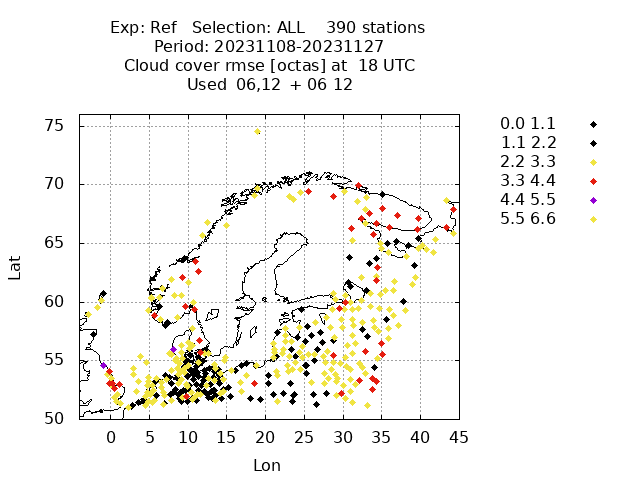 Exp: Ref   Selection: ALL    390 stations
Period: 20231108-20231127
Cloud cover rmse [octas] at  18 UTC
Used  06,12  + 06 12
75
70
65
60
55
50
Lat
0 5 10 15 20 25 30 35 40 45
Lon
0.0 1.1
1.1 2.2
2.2 3.3
3.3 4.4
4.4 5.5
5.5 6.6